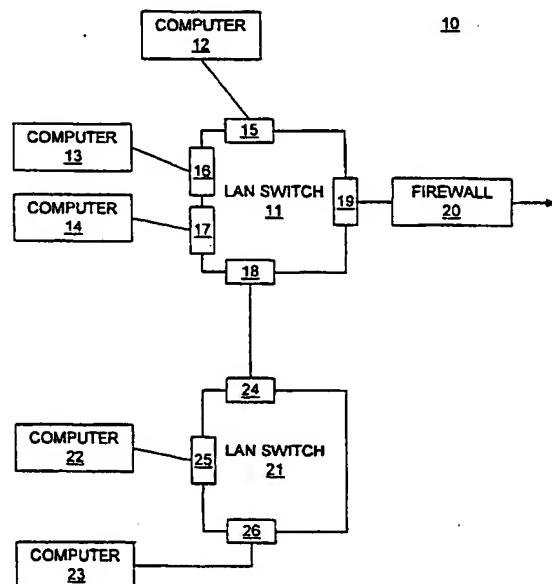 COMPUTER
12
10
15
COMPUTER
13
16
LAN SWITCH
11
19
FIREWALL
20
COMPUTER
14
17
18
24
COMPUTER
22
25
LAN SWITCH
21
26
COMPUTER
23